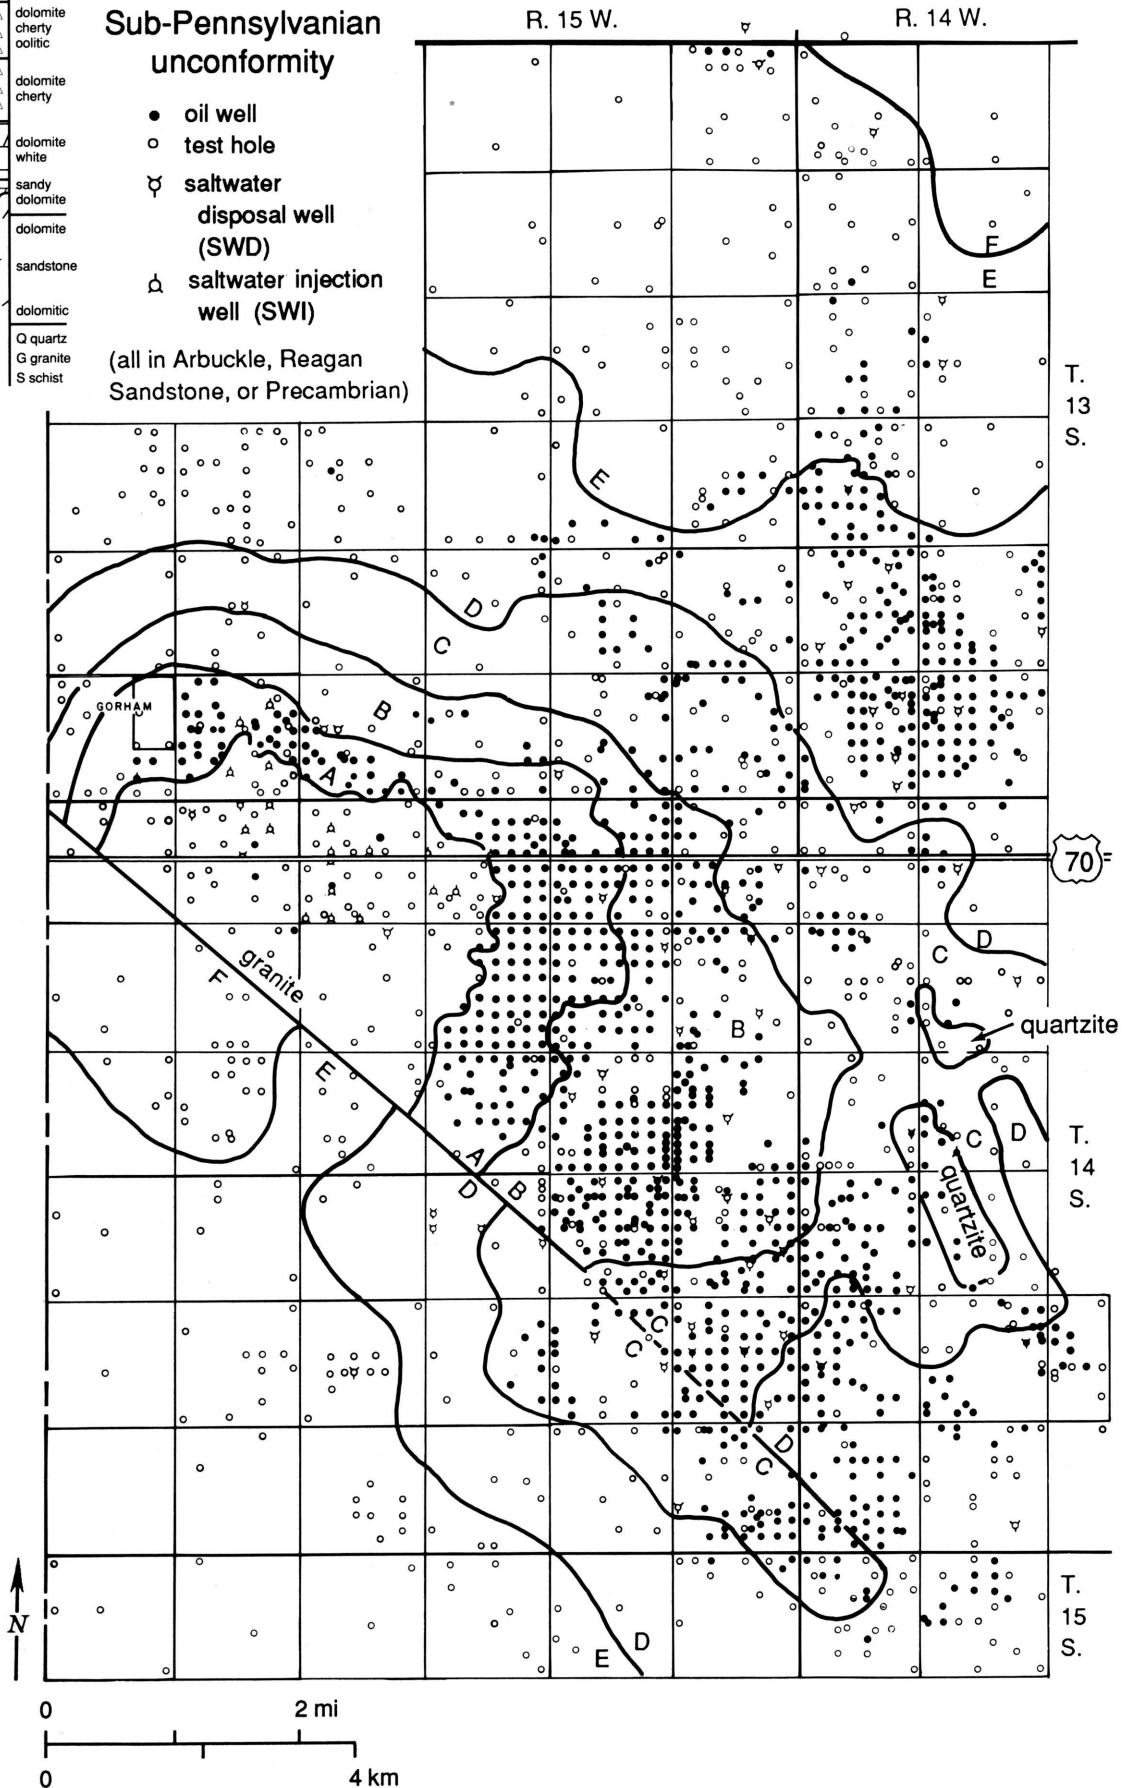 dolomite
cherty
oolitic
dolomite
cherty
dolomite
white
sandy
dolomite
dolomite
sandstone
dolomitic
Q quartz
G granite
S schist
Sub-Pennsylvanian
unconformity
oil well
test hole
saltwater
disposal well
(SWD)
saltwater injection
well (SWI)
(all in Arbuckle, Reagan
Sandstone, or Precambrian)
R. 15 W.
R. 14 W.
F
E
T.
13
S.
E
D
C
B
GORHAM
A
70
D
C
granite
F
quartzite
B
E
C
D
T.
14
S.
A
B
D
quartzite
C
C
D
C
T.
15
S.
N
D
E
0
2 mi
0
4 km